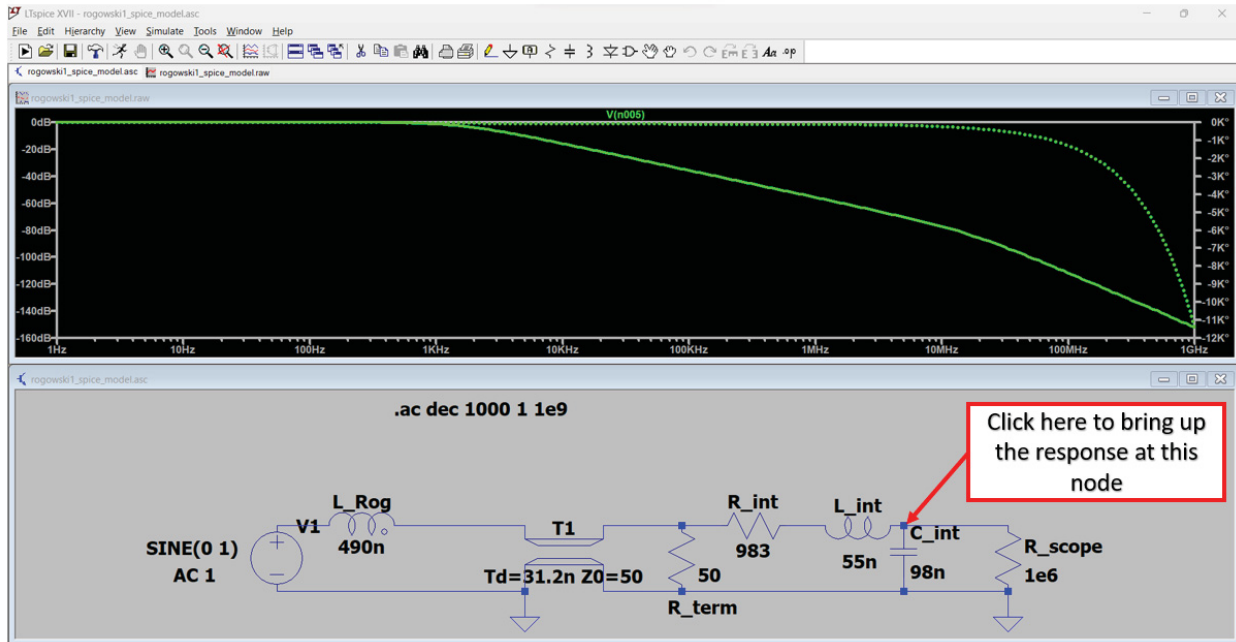 LTspice XVII - rogowski1_spice_model.asc
File Edit Hierarchy View Simulate Tools Window Help
rogowski1_spice_model.asc rogowski1_spice_model.raw
rogowski1_spice_model.raw
V(n005)
0dB
-20dB
-40dB
-60dB
-80dB
-100dB
-120dB
-140dB
-160dB
0K°
-1K°
-2K°
-3K°
-4K°
-5K°
-6K°
-7K°
-8K°
-9K°
-10K°
-11K°
-12K°
1Hz 10Hz 100Hz 1KHz 10KHz 100KHz 1MHz 10MHz 100MHz 1GHz
rogowski1_spice_model.asc
.ac dec 1000 1 1e9
Click here to bring up
the response at this
node
V1
SINE(0 1)
AC 1
L_Rog
490n
T1
Td=31.2n Z0=50
50
R_term
R_int
983
L_int
55n
C_int
98n
R_scope
1e6